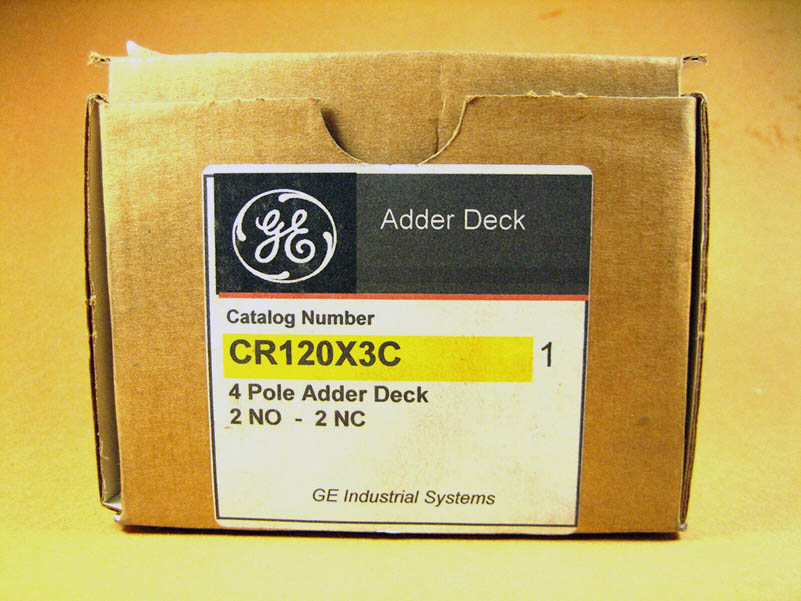 GE
Adder Deck
Catalog Number
CR120X3C 1
4 Pole Adder Deck
2 NO - 2 NC
GE Industrial Systems